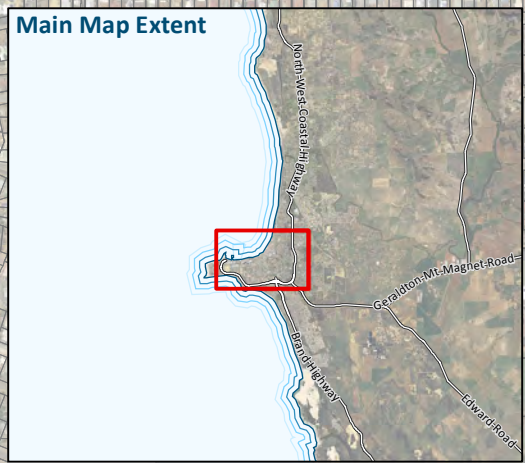 Main Map Extent
North-West-Coastal-Highway
Geraldton-Mt-Magnet-Road
Brand-Highway
Edward-Road